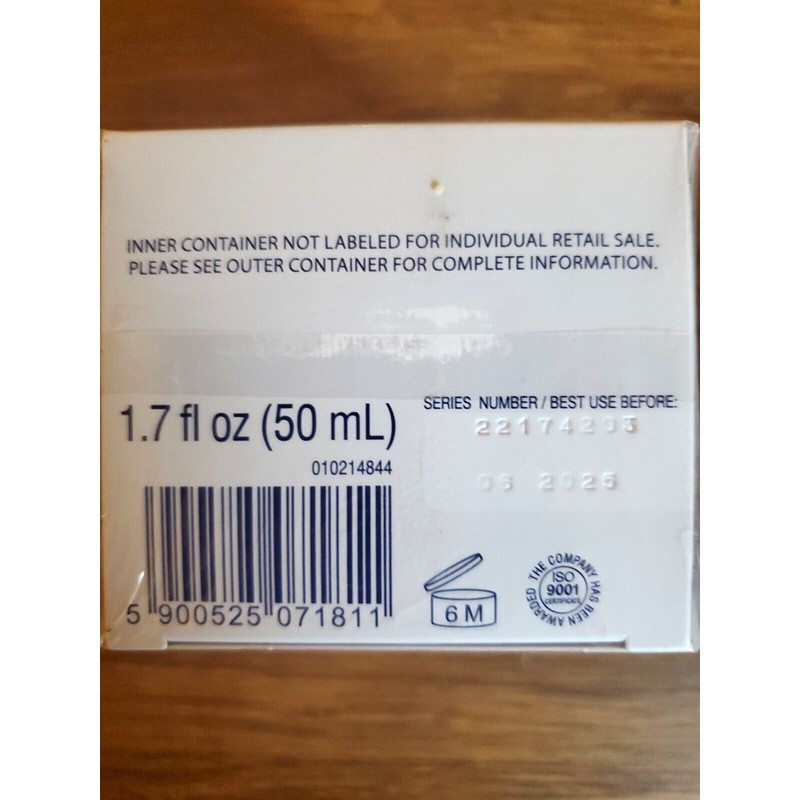 INNER CONTAINER NOT LABELED FOR INDIVIDUAL RETAIL SALE.
PLEASE SEE OUTER CONTAINER FOR COMPLETE INFORMATION.
1.7 fl oz (50 mL)
010214844
5 900525 071811
SERIES NUMBER / BEST USE BEFORE:
22174203
06 2025
6 M
THE COMPANY HAS BEEN AWARDED
ISO
9001
CERTIFICATE